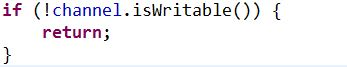 if (!channel.isWritable()) {
    return;
}